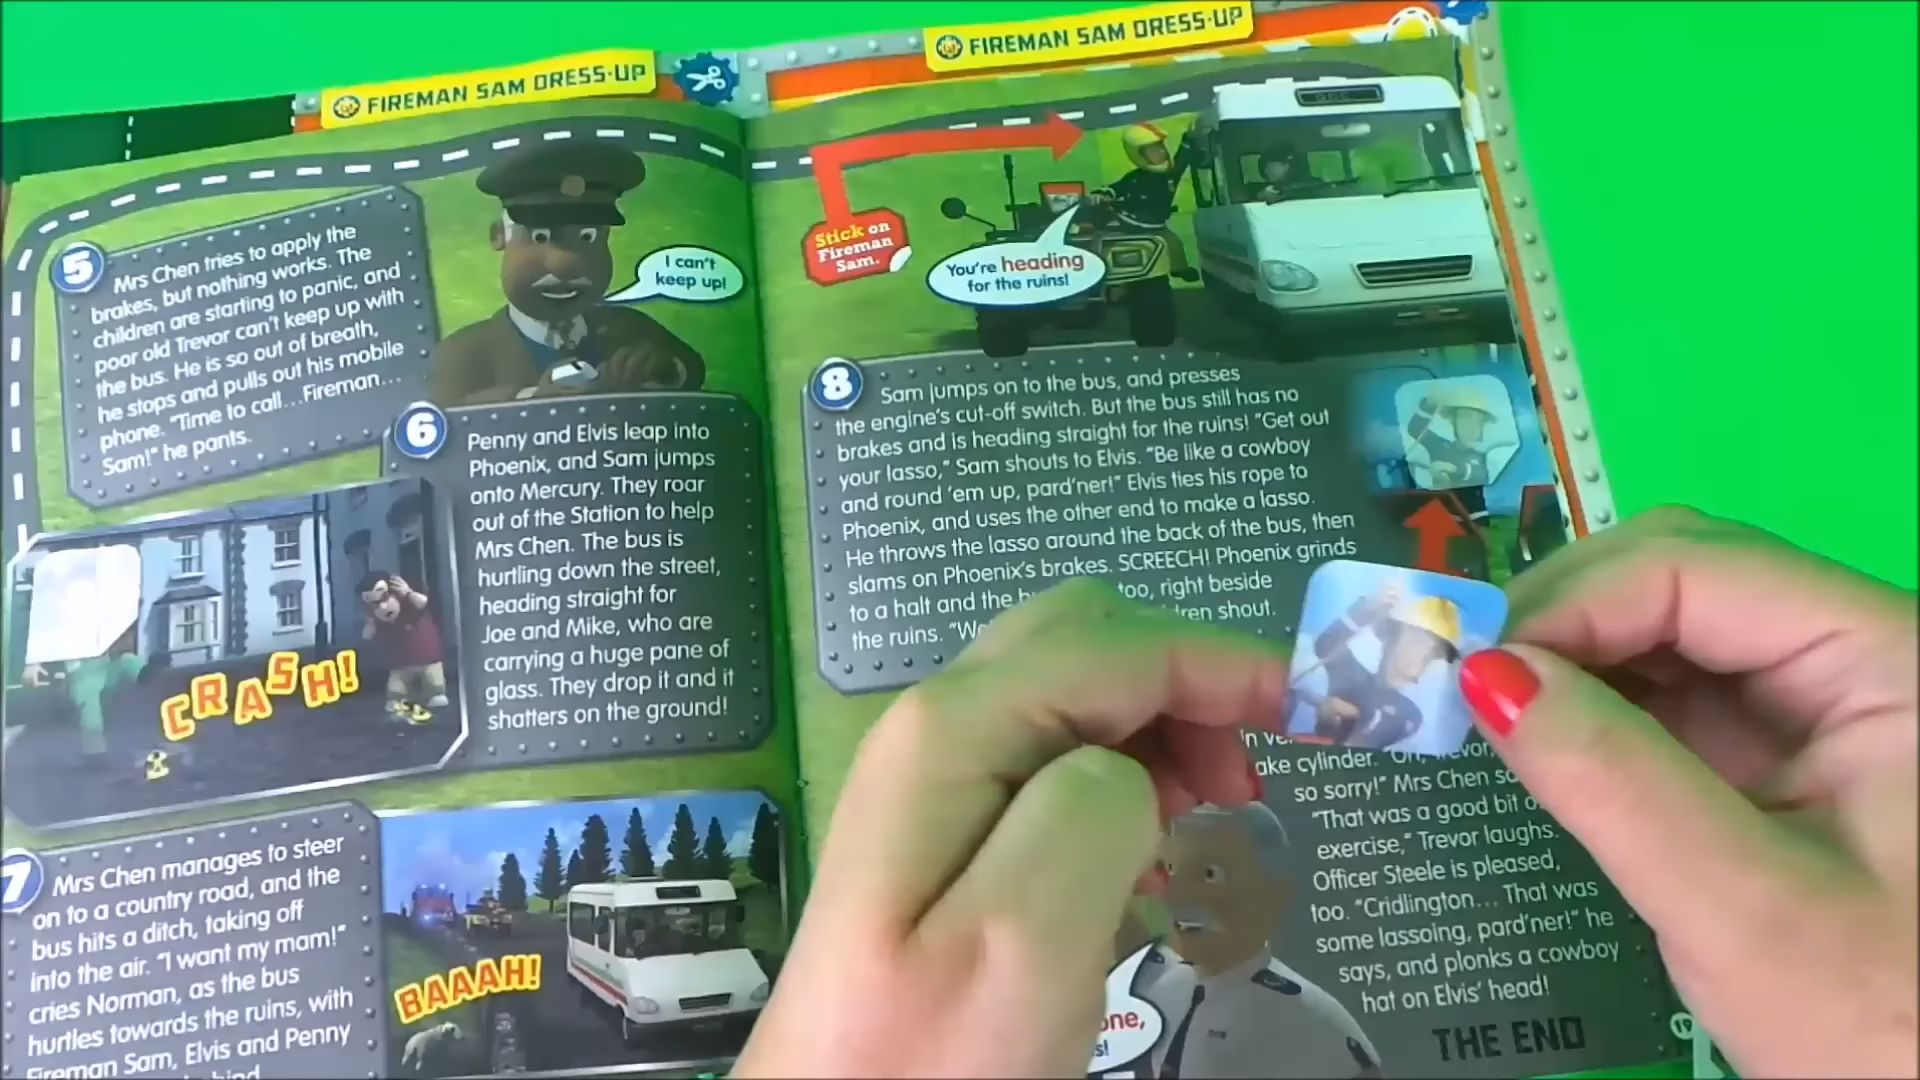 FIREMAN SAM DRESS-UP
5
Mrs Chen tries to apply the
brakes, but nothing works. The
children are starting to panic, and
poor old Trevor can't keep up with
the bus. He is so out of breath,
he stops and pulls out his mobile
phone. "Time to call...Fireman...
Sam!" he pants.
I can't
keep up!
6
Penny and Elvis leap into
Phoenix, and Sam jumps
onto Mercury. They roar
out of the Station to help
Mrs Chen. The bus is
hurtling down the street,
heading straight for
Joe and Mike, who are
carrying a huge pane of
glass. They drop it and it
shatters on the ground!
CRASH!
7
Mrs Chen manages to steer
on to a country road, and the
bus hits a ditch, taking off
into the air. "I want my mam!"
cries Norman, as the bus
hurtles towards the ruins, with
Fireman Sam, Elvis and Penny
BAAAH!
FIREMAN SAM DRESS-UP
Stick on
Fireman
Sam.
You're heading
for the ruins!
8
Sam jumps on to the bus, and presses
the engine's cut-off switch. But the bus still has no
brakes and is heading straight for the ruins! "Get out
your lasso," Sam shouts to Elvis. "Be like a cowboy
and round 'em up, pard'ner!" Elvis ties his rope to
Phoenix, and uses the other end to make a lasso.
He throws the lasso around the back of the bus, then
slams on Phoenix's brakes. SCREECH! Phoenix grinds
to a halt and the too, right beside
the ruins. shout.
in
cylinder. "Oh, Trevor,
so sorry!" Mrs Chen
"That was a good bit
exercise," Trevor laughs.
Officer Steele is pleased,
too. "Cridlington... That was
some lassoing, pard'ner!" he
says, and plonks a cowboy
hat on Elvis' head!
THE END
19